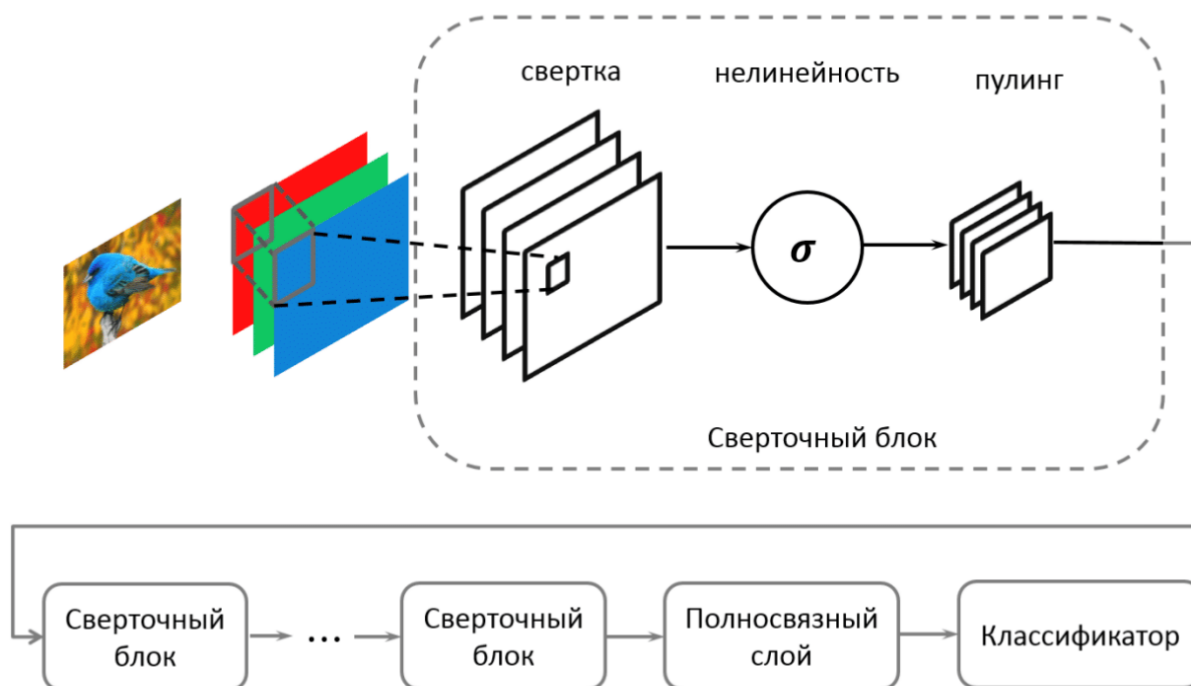 свертка нелинейность пулинг
σ
Сверточный блок
Сверточный
блок
...
Сверточный
блок
Полносвязный
слой
Классификатор